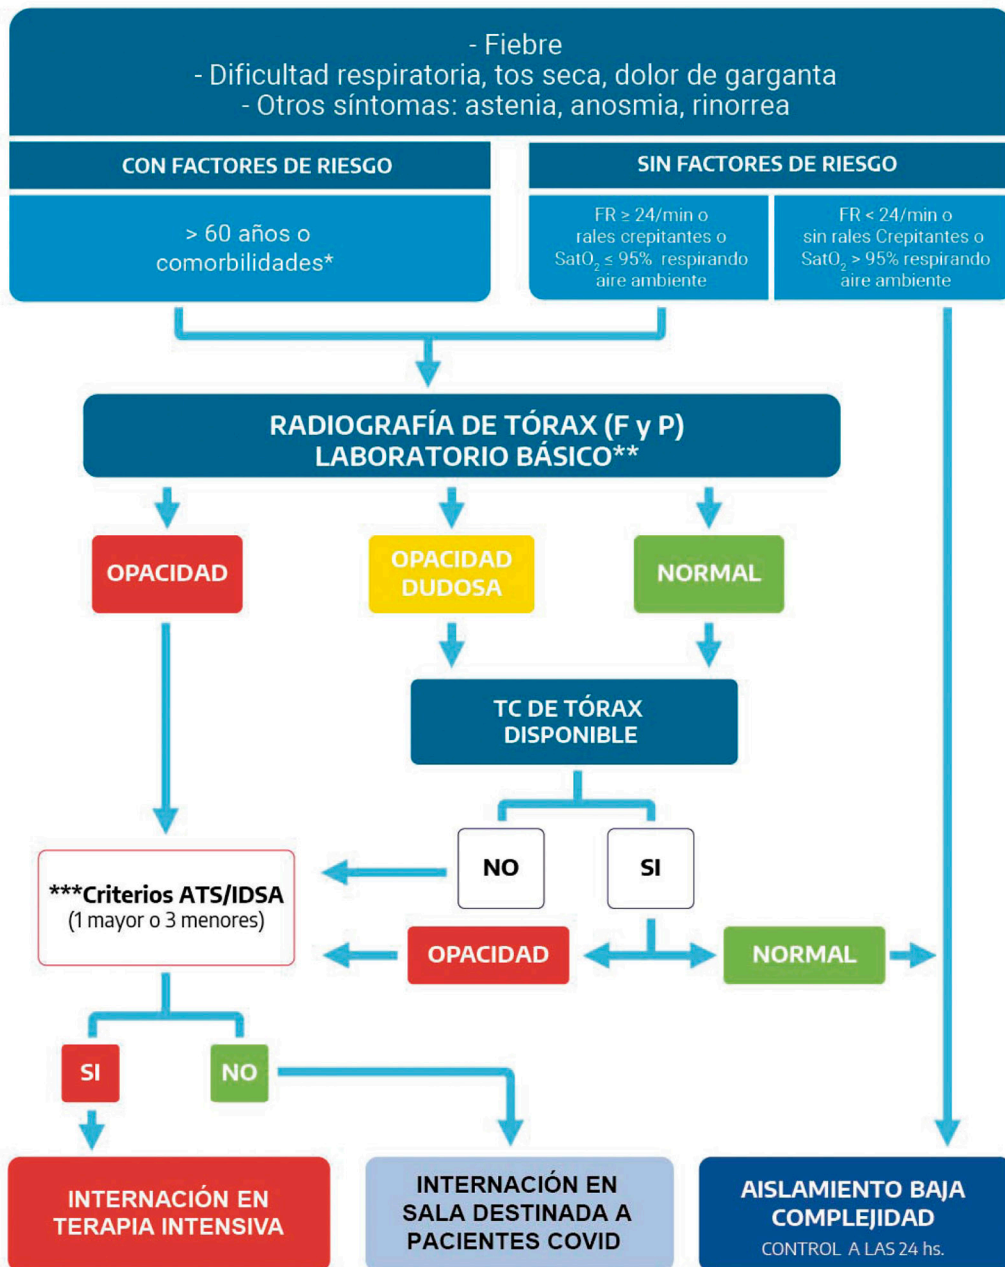 - Fiebre
- Dificultad respiratoria, tos seca, dolor de garganta
- Otros síntomas: astenia, anosmia, rinorrea
CON FACTORES DE RIESGO
> 60 años o
comorbilidades*
SIN FACTORES DE RIESGO
FR ≥ 24/min o
rales crepitantes o
SatO₂ ≤ 95% respirando
aire ambiente
FR < 24/min o
sin rales Crepitantes o
SatO₂ > 95% respirando
aire ambiente
RADIOGRAFÍA DE TÓRAX (F y P)
LABORATORIO BÁSICO**
OPACIDAD
OPACIDAD
DUDOSA
NORMAL
TC DE TÓRAX
DISPONIBLE
NO
SI
***Criterios ATS/IDSA
(1 mayor o 3 menores)
OPACIDAD
NORMAL
SI
NO
INTERNACIÓN EN
TERAPIA INTENSIVA
INTERNACIÓN EN
SALA DESTINADA A
PACIENTES COVID
AISLAMIENTO BAJA
COMPLEJIDAD
CONTROL A LAS 24 hs.